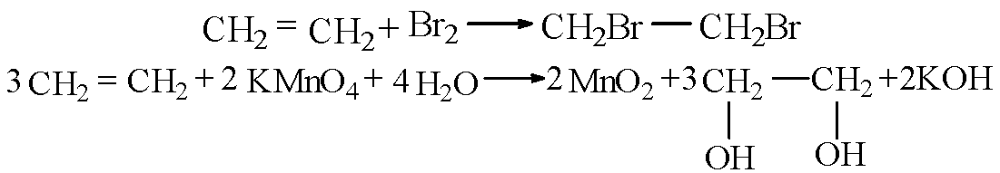 CH₂ = CH₂ + Br₂ ⟶ CH₂Br — CH₂Br
3 CH₂ = CH₂ + 2 KMnO₄ + 4 H₂O ⟶ 2 MnO₂ + 3 CH₂ — CH₂ + 2KOH
OH OH